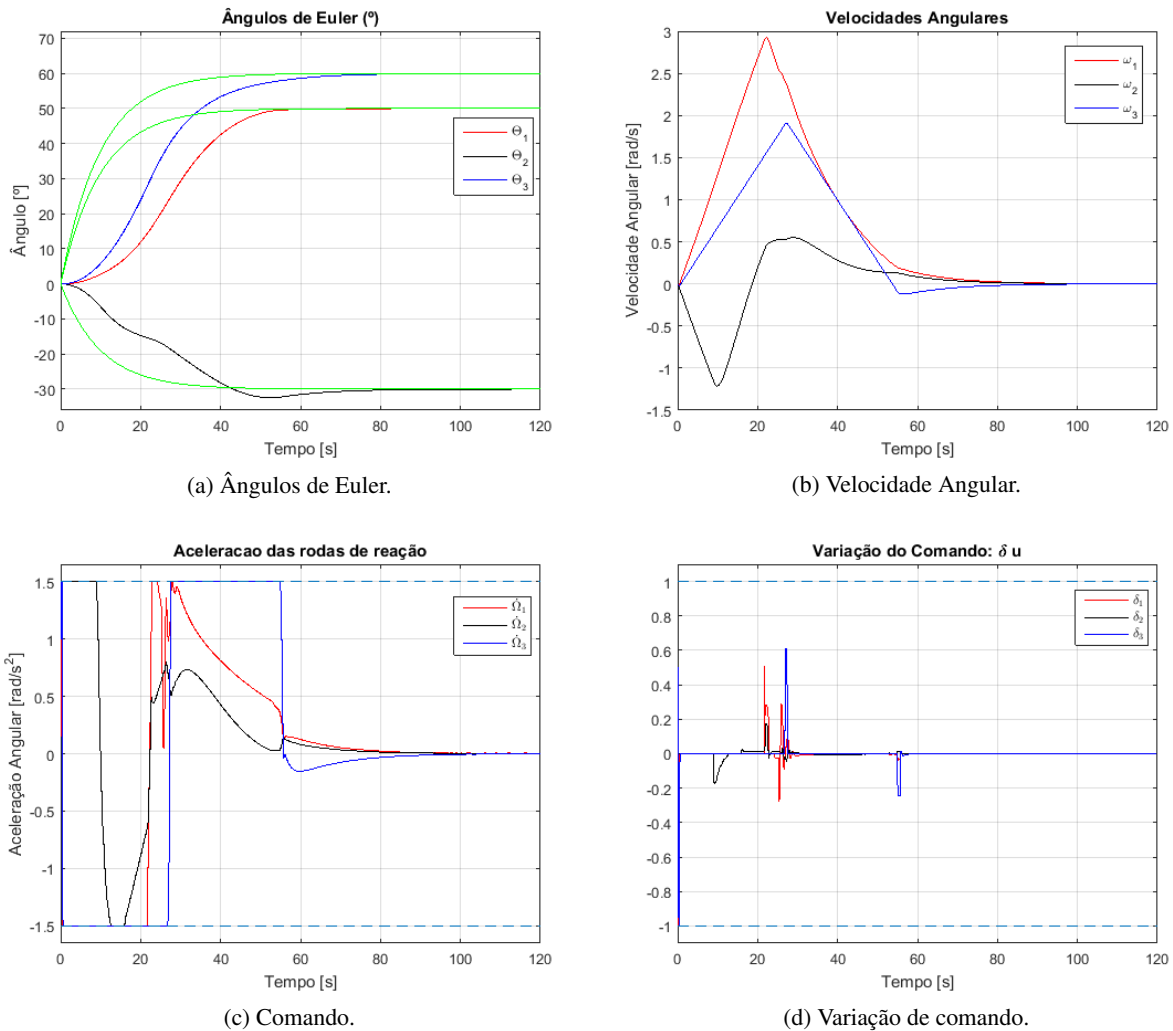 Ângulos de Euler (º)
70
60
50
40
30
20
10
0
-10
-20
-30
0 20 40 60 80 100 120
Ângulo [º]
Tempo [s]
Θ1
Θ2
Θ3
(a) Ângulos de Euler.
Velocidades Angulares
3
2.5
2
1.5
1
0.5
0
-0.5
-1
-1.5
0 20 40 60 80 100 120
Velocidade Angular [rad/s]
Tempo [s]
ω1
ω2
ω3
(b) Velocidade Angular.
Aceleracao das rodas de reação
1.5
1
0.5
0
-0.5
-1
-1.5
0 20 40 60 80 100 120
Aceleração Angular [rad/s²]
Tempo [s]
Ω̇1
Ω̇2
Ω̇3
(c) Comando.
Variação do Comando: δ u
1
0.8
0.6
0.4
0.2
0
-0.2
-0.4
-0.6
-0.8
-1
0 20 40 60 80 100 120
Tempo [s]
δ1
δ2
δ3
(d) Variação de comando.